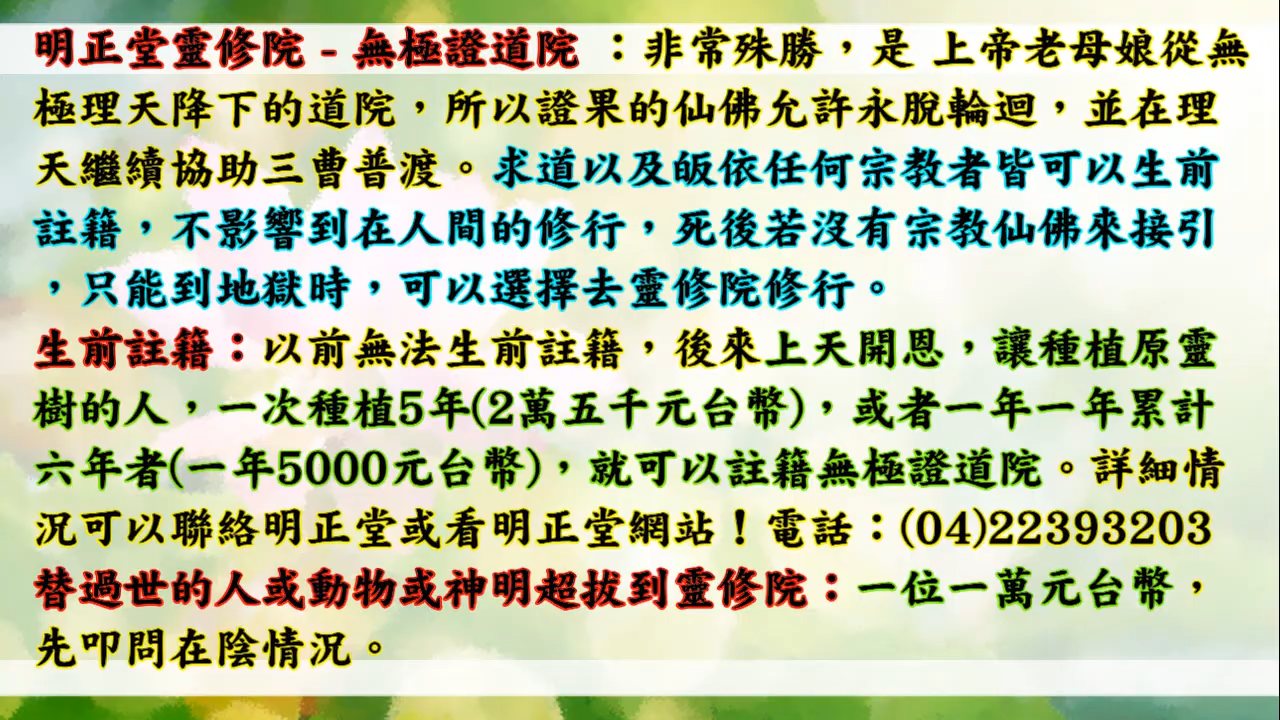 明正堂靈修院 - 無極證道院 ：非常殊勝，是 上帝老母娘從無
極理天降下的道院，所以證果的仙佛允許永脫輪迴，並在理
天繼續協助三曹普渡。求道以及皈依任何宗教者皆可以生前
註籍，不影響到在人間的修行，死後若沒有宗教仙佛來接引
，只能到地獄時，可以選擇去靈修院修行。
生前註籍：以前無法生前註籍，後來上天開恩，讓種植原靈
樹的人，一次種植5年(2萬五千元台幣)，或者一年一年累計
六年者(一年5000元台幣)，就可以註籍無極證道院。詳細情
況可以聯絡明正堂或看明正堂網站！電話：(04)22393203
替過世的人或動物或神明超拔到靈修院：一位一萬元台幣，
先叩問在陰情況。